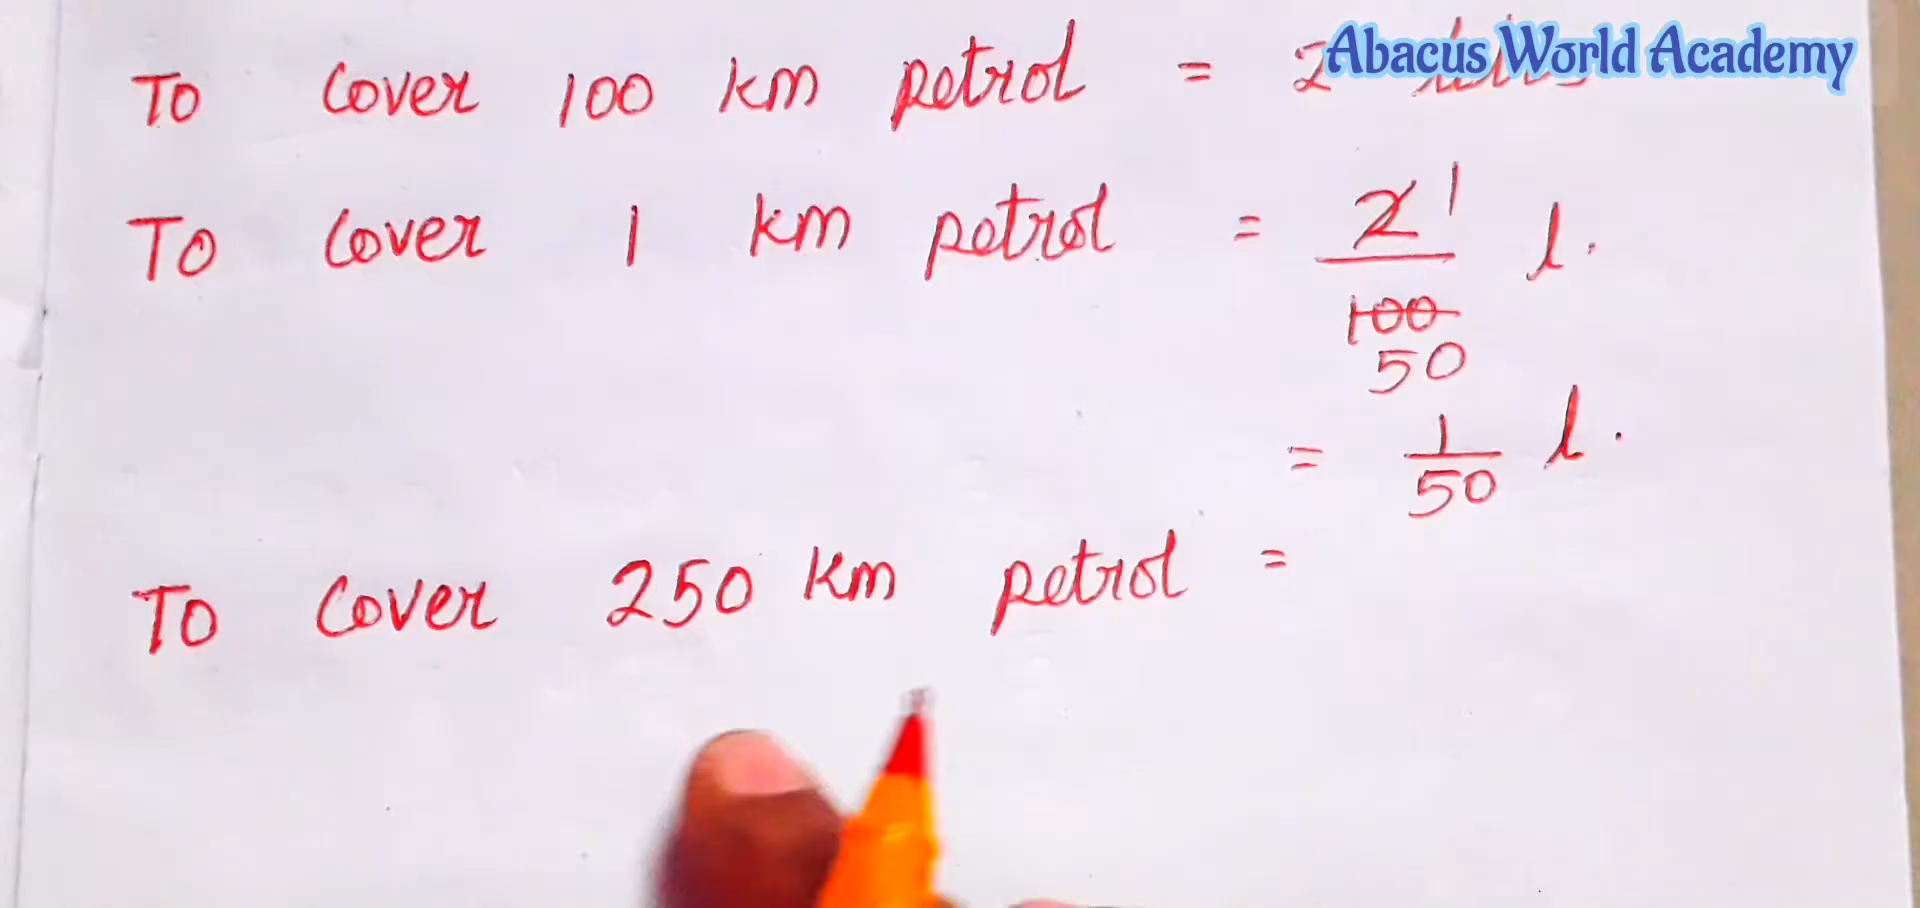 Abacus World Academy
To cover 100 km petrol = 2
To cover 1 km petrol = 2 1 l.
100
50
= 1/50 l.
To cover 250 km petrol =